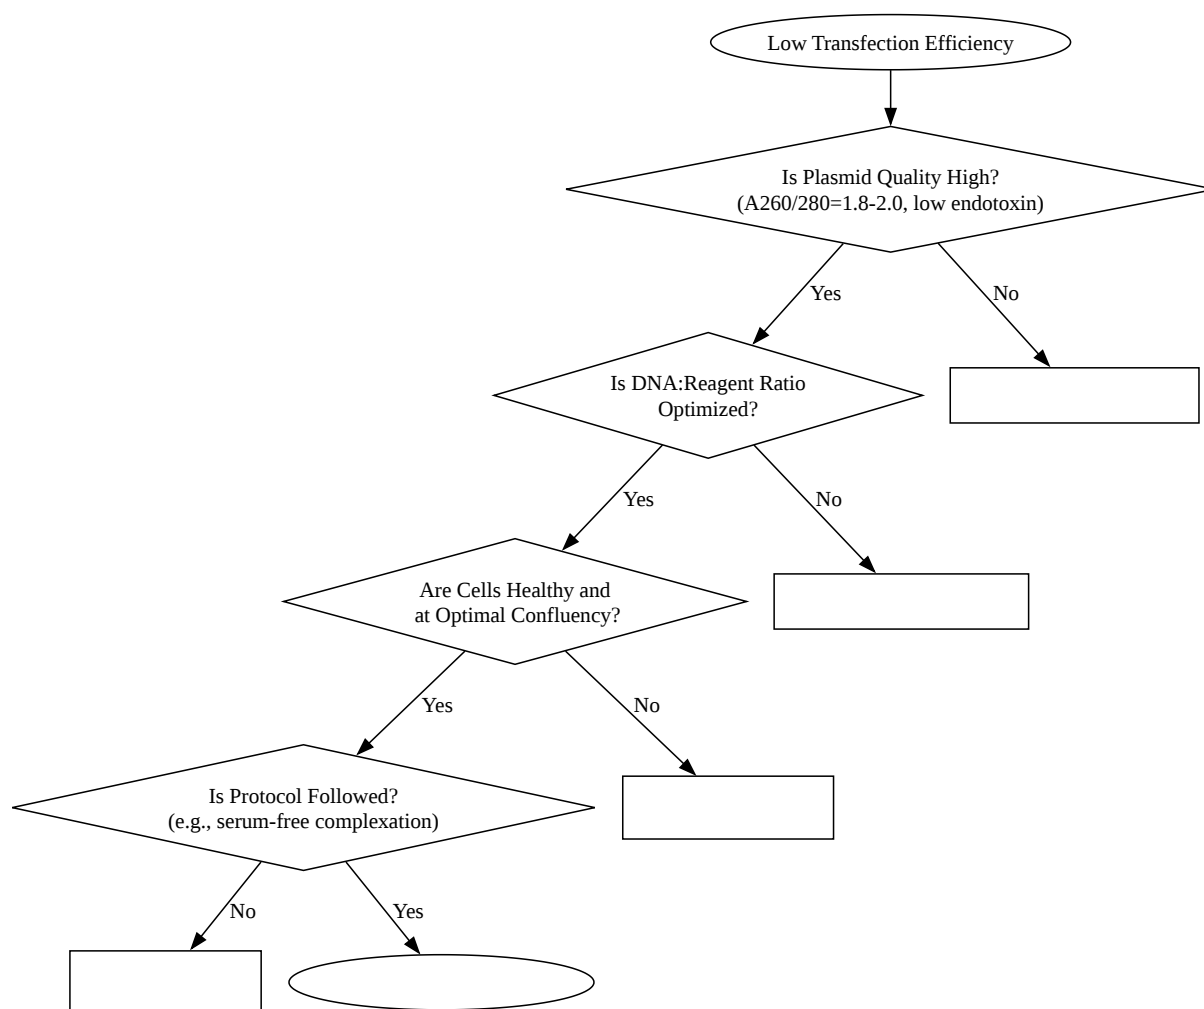 Low Transfection Efficiency
Is Plasmid Quality High?
(A260/280=1.8-2.0, low endotoxin)
Yes
No
Is DNA:Reagent Ratio
Optimized?
Yes
No
Are Cells Healthy and
at Optimal Confluency?
Yes
No
Is Protocol Followed?
(e.g., serum-free complexation)
No
Yes